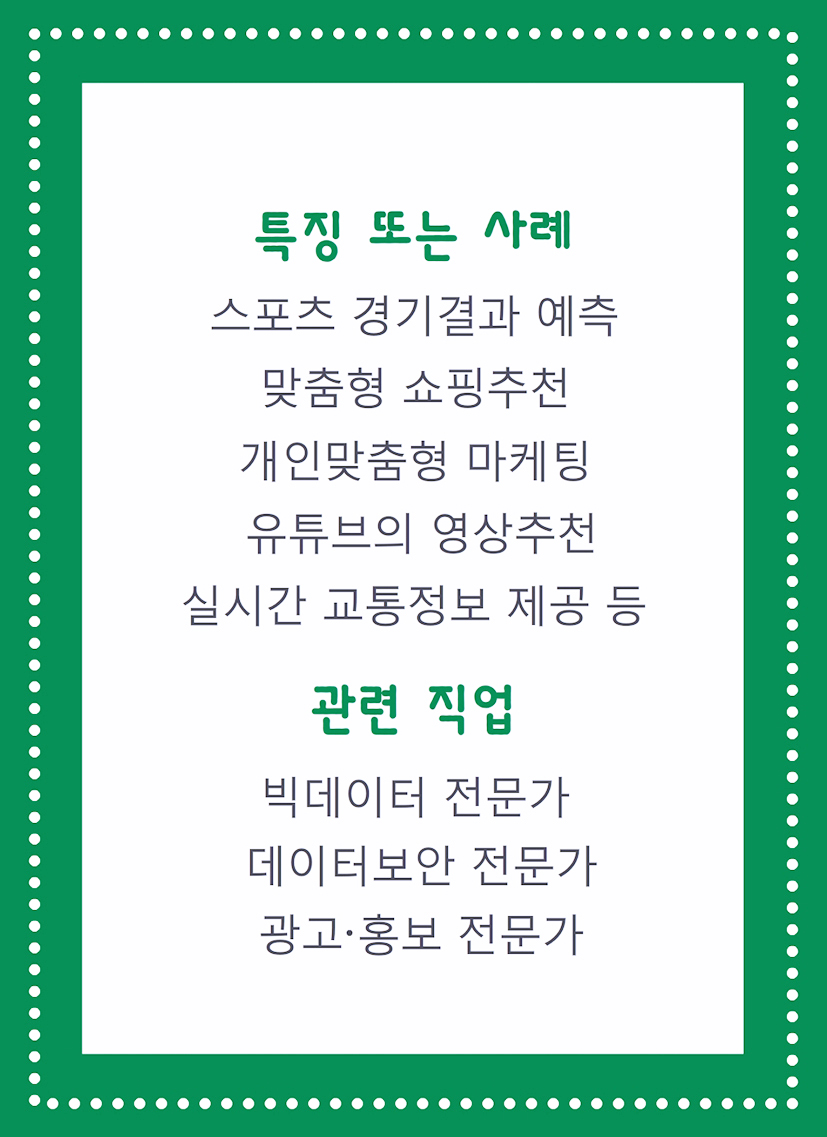 특징 또는 사례
스포츠 경기결과 예측
맞춤형 쇼핑추천
개인맞춤형 마케팅
유튜브의 영상추천
실시간 교통정보 제공 등
관련 직업
빅데이터 전문가
데이터보안 전문가
광고·홍보 전문가